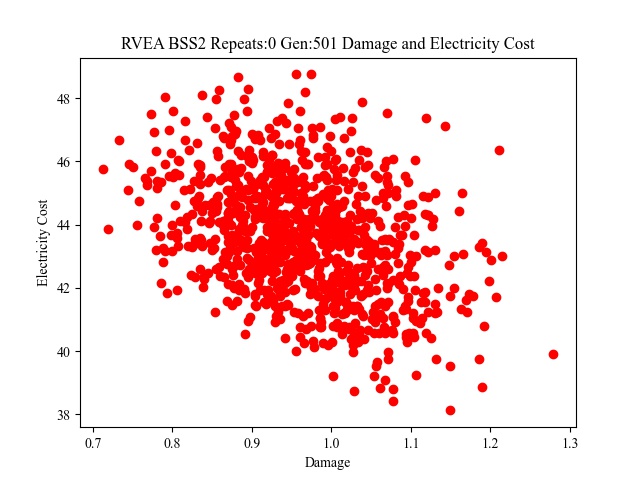 RVEA BSS2 Repeats:0 Gen:501 Damage and Electricity Cost
48
46
44
42
40
38
Electricity Cost
0.7 0.8 0.9 1.0 1.1 1.2 1.3
Damage